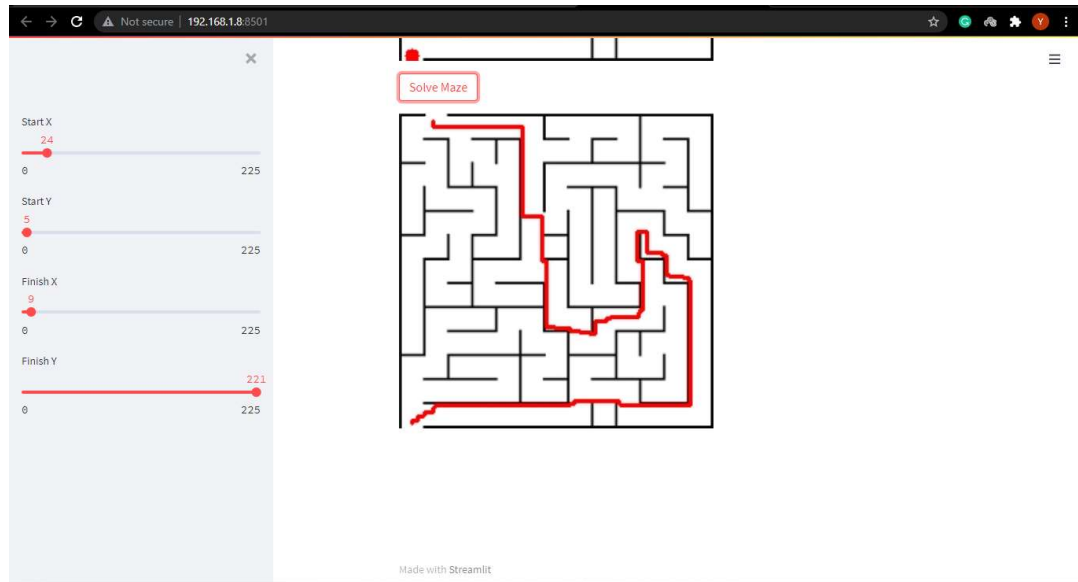 Not secure | 192.168.1.8:8501
Y
Start X
24
0 225
Start Y
5
0 225
Finish X
9
0 225
Finish Y
221
0 225
Solve Maze
Made with Streamlit